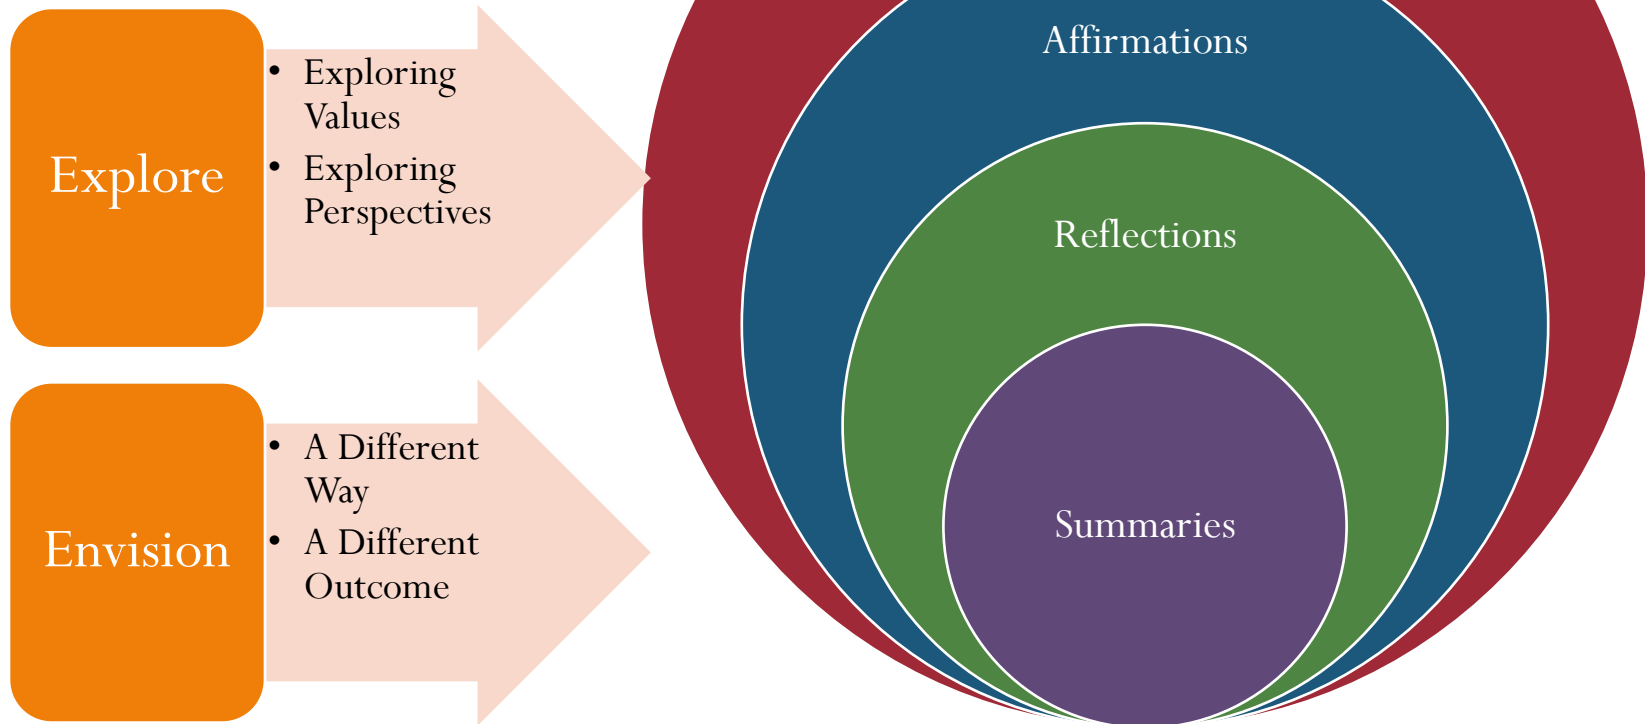 Explore
• Exploring
Values
• Exploring
Perspectives
Envision
• A Different
Way
• A Different
Outcome
Affirmations
Reflections
Summaries